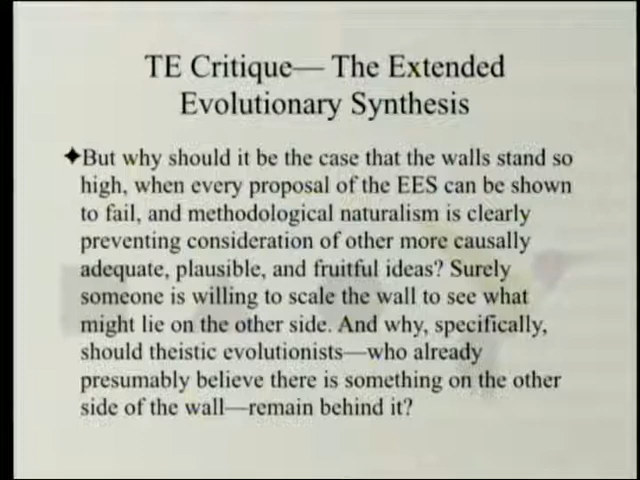 TE Critique— The Extended
Evolutionary Synthesis
✦But why should it be the case that the walls stand so
high, when every proposal of the EES can be shown
to fail, and methodological naturalism is clearly
preventing consideration of other more causally
adequate, plausible, and fruitful ideas? Surely
someone is willing to scale the wall to see what
might lie on the other side. And why, specifically,
should theistic evolutionists—who already
presumably believe there is something on the other
side of the wall—remain behind it?